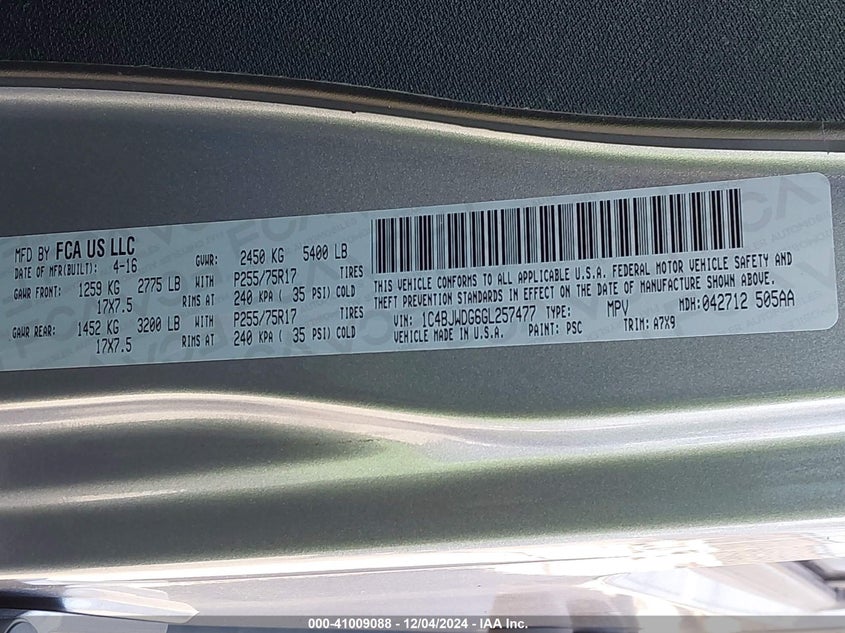 MFD BY FCA US LLC
DATE OF MFR(BUILT): 4-16 GVWR: 2450 KG 5400 LB
GAWR FRONT: 1259 KG 2775 LB WITH P255/75R17 TIRES
17X7.5 RIMS AT 240 KPA ( 35 PSI) COLD
GAWR REAR: 1452 KG 3200 LB WITH P255/75R17 TIRES
17X7.5 RIMS AT 240 KPA ( 35 PSI) COLD
THIS VEHICLE CONFORMS TO ALL APPLICABLE U.S.A. FEDERAL MOTOR VEHICLE SAFETY AND
THEFT PREVENTION STANDARDS IN EFFECT ON THE DATE OF MANUFACTURE SHOWN ABOVE.
VIN: 1C4BJWDG6GL257477 TYPE: MPV MDH: 042712 505AA
VEHICLE MADE IN U.S.A. PAINT: PSC TRIM: A7X9
000-41009088 - 12/04/2024 - IAA Inc.